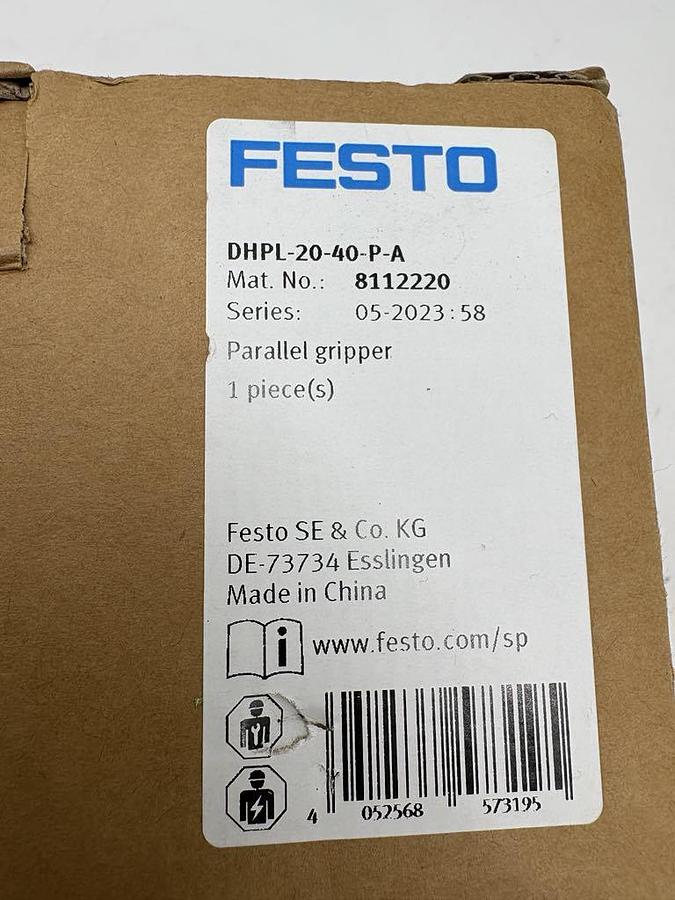 FESTO
DHPL-20-40-P-A
Mat. No.: 8112220
Series: 05-2023:58
Parallel gripper
1 piece(s)
Festo SE & Co. KG
DE-73734 Esslingen
Made in China
www.festo.com/sp
4 052568 573195